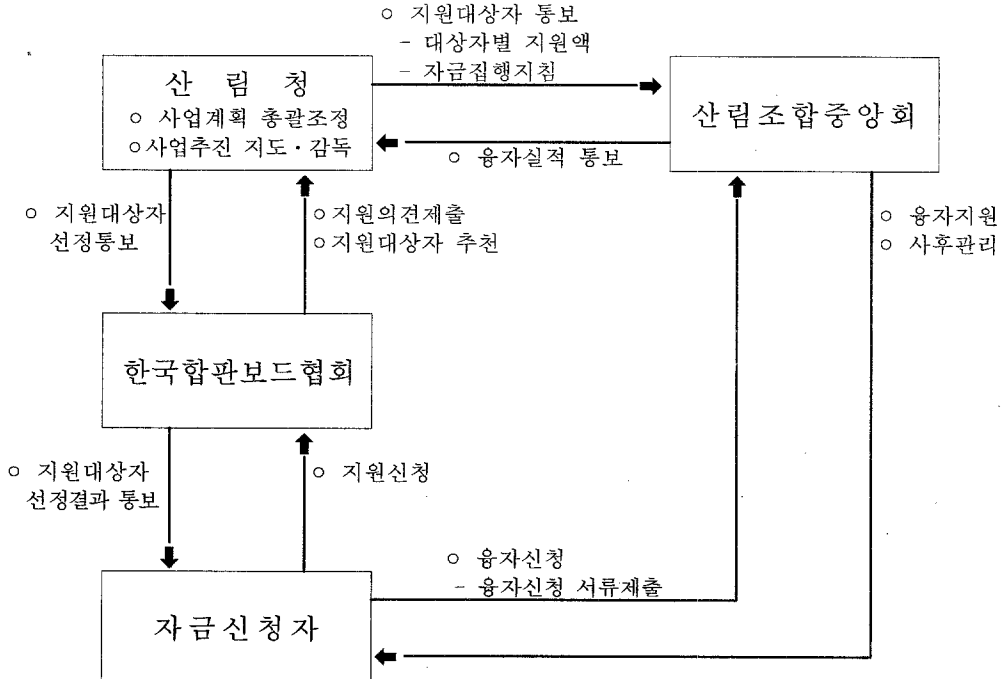 ○ 지원대상자 통보
- 대상자별 지원액
- 자금집행지침
산 림 청
○ 사업계획 총괄조정
○사업추진 지도·감독
산림조합중앙회
○ 융자실적 통보
○ 지원대상자
선정통보
○지원의견제출
○지원대상자 추천
○ 융자지원
○ 사후관리
한국합판보드협회
○ 지원대상자
선정결과 통보
○ 지원신청
○ 융자신청
- 융자신청 서류제출
자금신청자